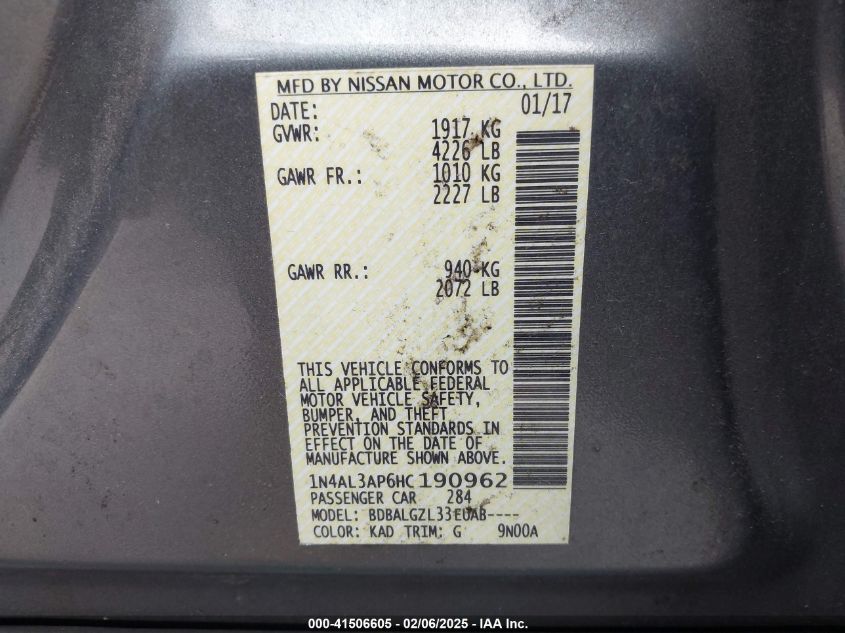 MFD BY NISSAN MOTOR CO., LTD.
DATE: 01/17
GVWR: 1917 KG
4226 LB
GAWR FR.: 1010 KG
2227 LB
GAWR RR.: 940 KG
2072 LB
THIS VEHICLE CONFORMS TO
ALL APPLICABLE FEDERAL
MOTOR VEHICLE SAFETY,
BUMPER, AND THEFT
PREVENTION STANDARDS IN
EFFECT ON THE DATE OF
MANUFACTURE SHOWN ABOVE.
1N4AL3AP6HC190962
PASSENGER CAR 284
MODEL: BDBALGZL33EUAB----
COLOR: KAD TRIM: G 9N00A
000-41506605 - 02/06/2025 - IAA Inc.